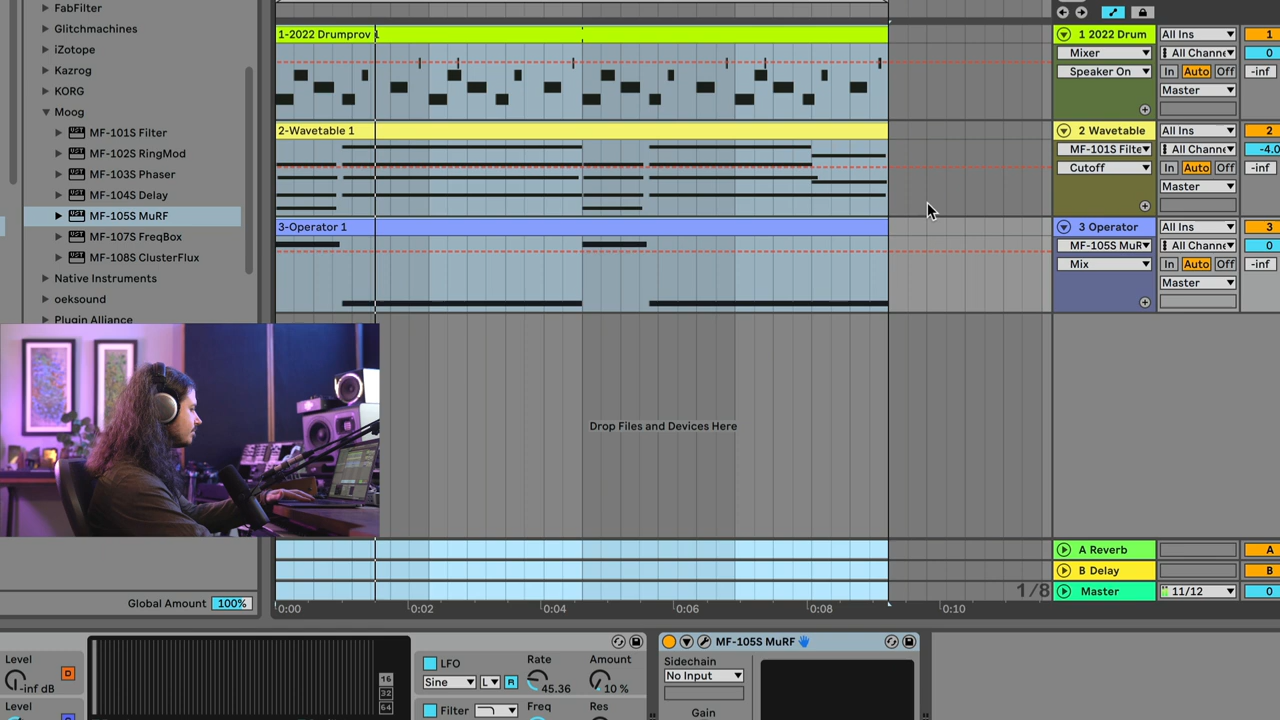 FabFilter
Glitchmachines
iZotope
Kazrog
KORG
Moog
MF-101S Filter
MF-102S RingMod
MF-103S Phaser
MF-104S Delay
MF-105S MuRF
MF-107S FreqBox
MF-108S ClusterFlux
Native Instruments
oeksound
Plugin Alliance
Global Amount 100%
1-2022 Drumprov 1
2-Wavetable 1
3-Operator 1
Drop Files and Devices Here
1/8
0:00 0:02 0:04 0:06 0:08 0:10
1 2022 Drum All Ins 1
Mixer All Channe 0
Speaker On In Auto Off -inf
Master
2 Wavetable All Ins 2
MF-101S Filte All Channe -4.0
Cutoff In Auto Off -inf
Master
3 Operator All Ins 3
MF-105S MuR All Channe 0
Mix In Auto Off -inf
Master
A Reverb A
B Delay B
Master 11/12 0
Level D
-inf dB
Level
16
32
64
LFO Rate Amount
Sine L R 45.36 10 %
Filter Freq Res
MF-105S MuRF
Sidechain
No Input
Gain